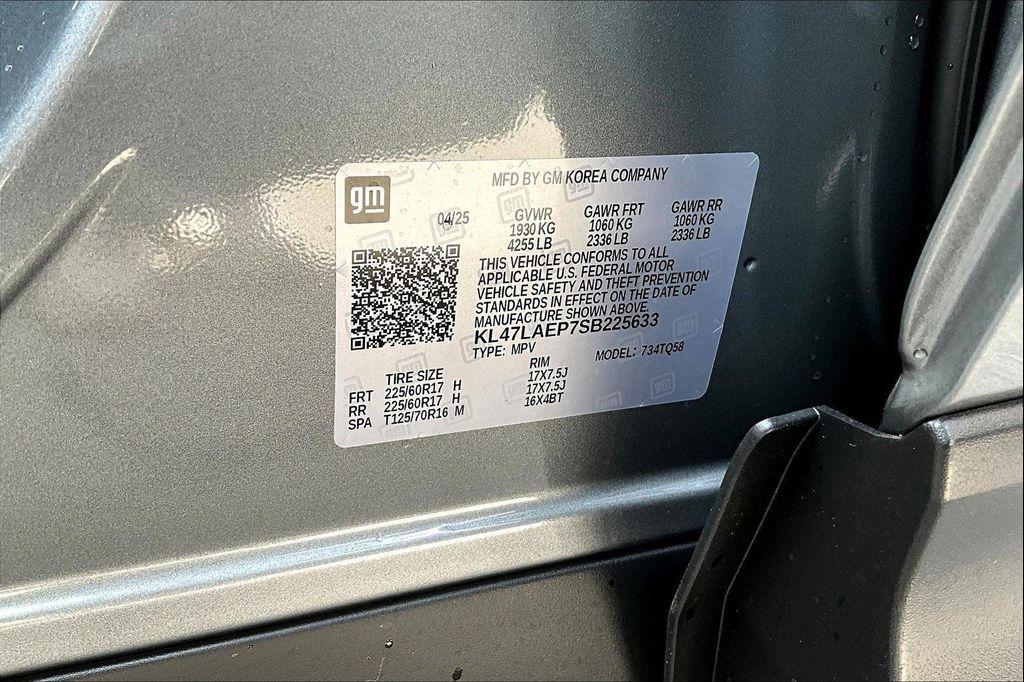 gm
MFD BY GM KOREA COMPANY
04/25
GVWR GAWR FRT GAWR RR
1930 KG 1060 KG 1060 KG
4255 LB 2336 LB 2336 LB
THIS VEHICLE CONFORMS TO ALL
APPLICABLE U.S. FEDERAL MOTOR
VEHICLE SAFETY AND THEFT PREVENTION
STANDARDS IN EFFECT ON THE DATE OF
MANUFACTURE SHOWN ABOVE.
KL47LAEP7SB225633
TYPE: MPV MODEL: 734TQ58
TIRE SIZE RIM
FRT 225/60R17 H 17X7.5J
RR 225/60R17 H 17X7.5J
SPA T125/70R16 M 16X4BT